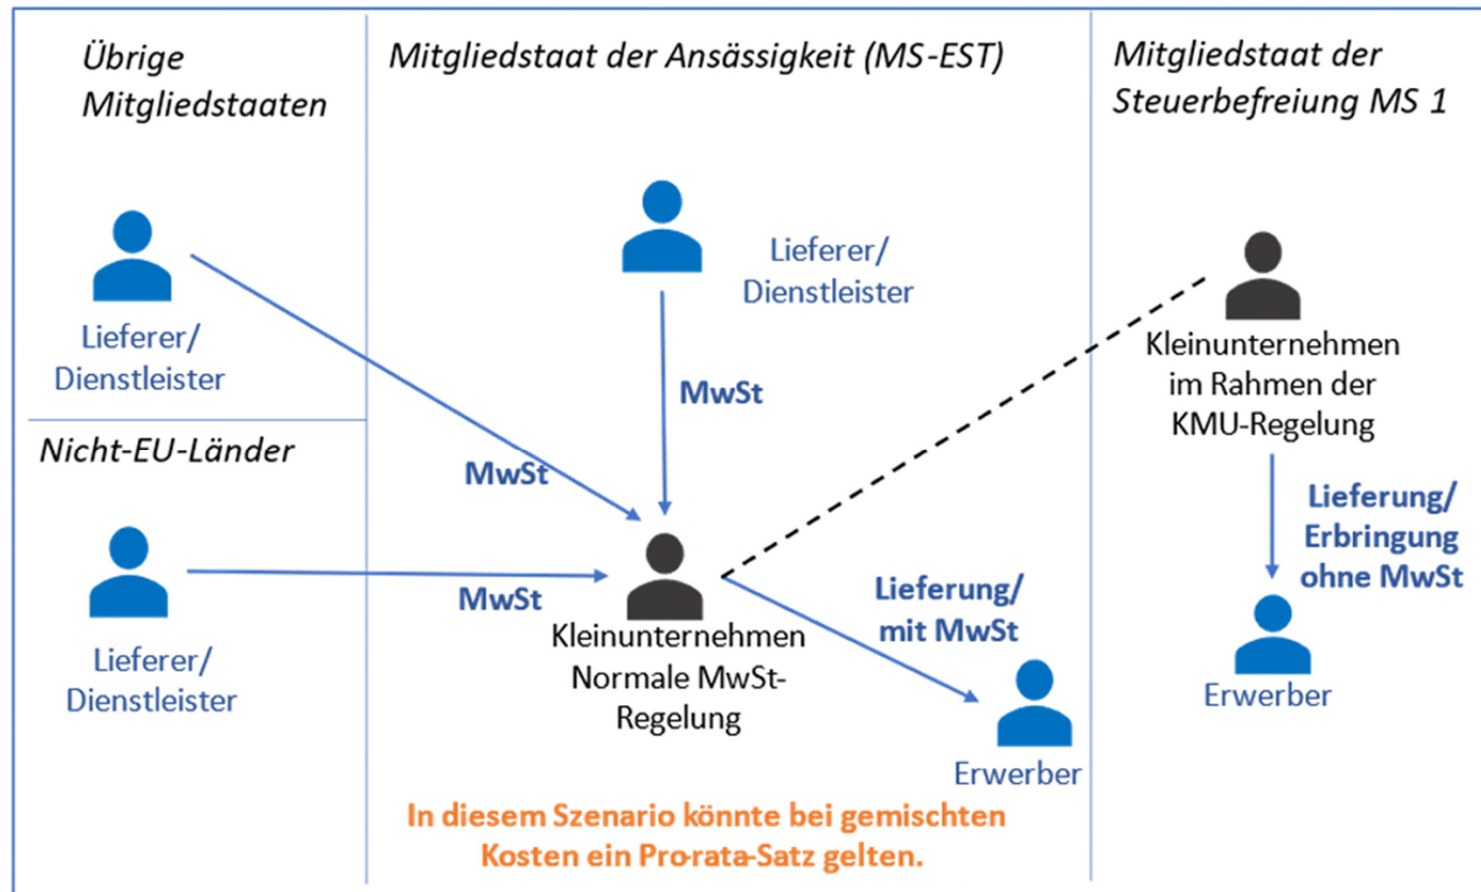 Übrige
Mitgliedstaaten
Mitgliedstaat der Ansässigkeit (MS-EST)
Mitgliedstaat der
Steuerbefreiung MS 1
Lieferer/
Dienstleister
Lieferer/
Dienstleister
MwSt
Kleinunternehmen
im Rahmen der
KMU-Regelung
Nicht-EU-Länder
MwSt
Lieferung/
Erbringung
ohne MwSt
MwSt
Lieferer/
Dienstleister
Kleinunternehmen
Normale MwSt-
Regelung
Lieferung/
mit MwSt
Erwerber
Erwerber
In diesem Szenario könnte bei gemischten
Kosten ein Pro-rata-Satz gelten.